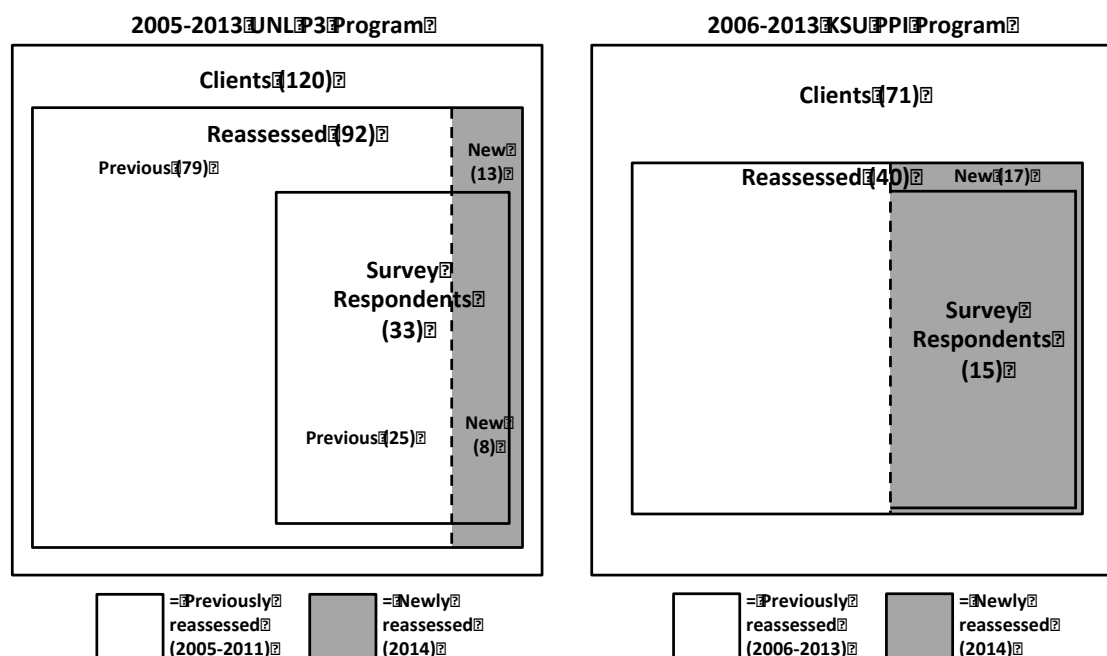 2005-2013 UNL P3 Program
Clients (120)
Reassessed (92)
Previous (79)
New
(13)
Survey
Respondents
(33)
Previous (25)
New
(8)
= Previously
reassessed
(2005-2011)
= Newly
reassessed
(2014)
2006-2013 KSU PPI Program
Clients (71)
Reassessed (40)
New (17)
Survey
Respondents
(15)
= Previously
reassessed
(2006-2013)
= Newly
reassessed
(2014)